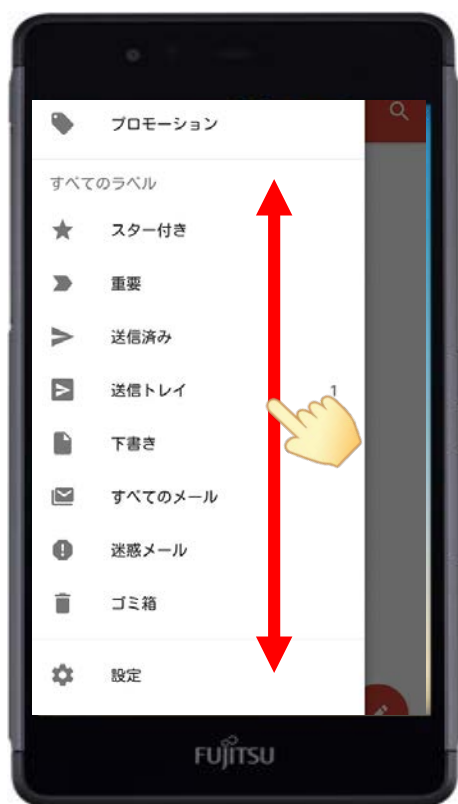 プロモーション
すべてのラベル
スター付き
重要
送信済み
送信トレイ
1
下書き
すべてのメール
迷惑メール
ゴミ箱
設定
FUJITSU